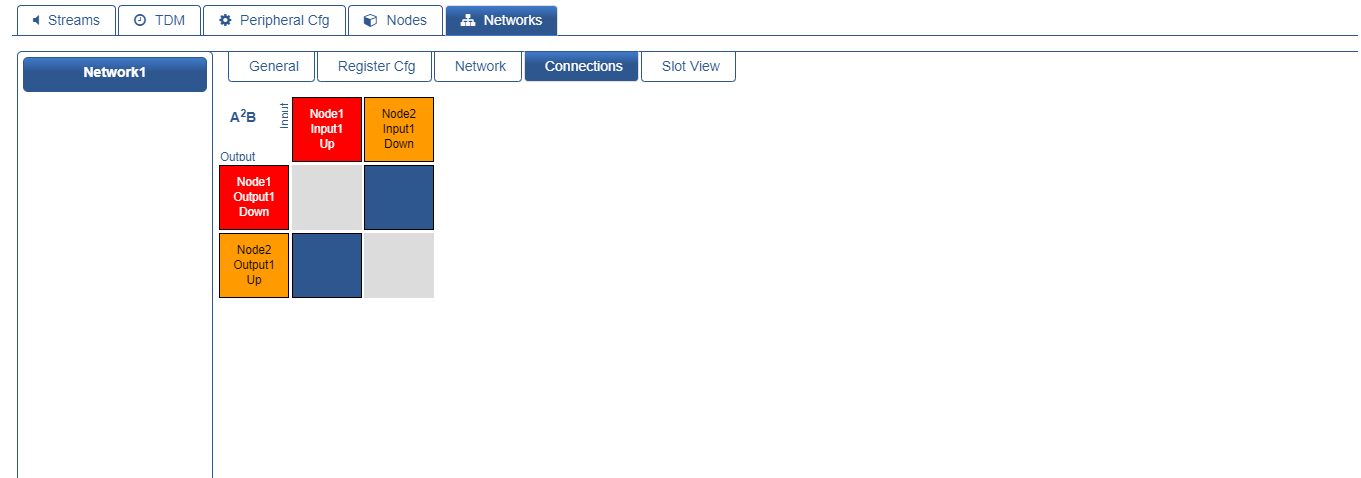 Streams TDM Peripheral Cfg Nodes Networks
Network1
General Register Cfg Network Connections Slot View
A²B
Input
Output
Node1
Input1
Up
Node2
Input1
Down
Node1
Output1
Down
Node2
Output1
Up